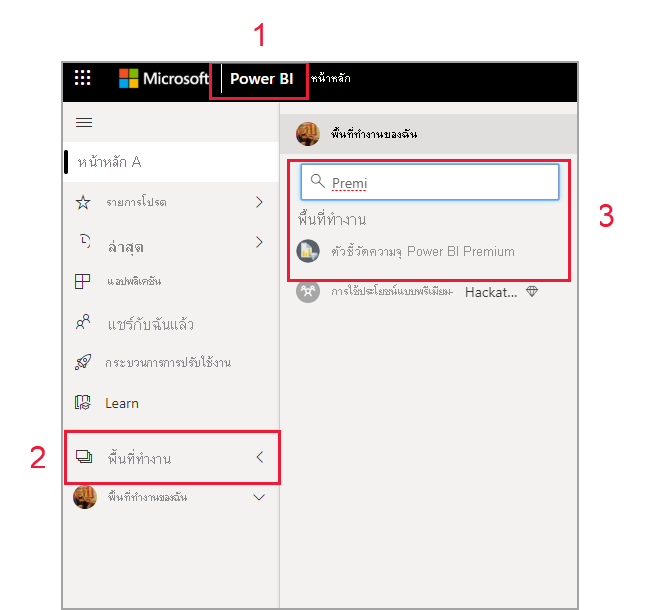 1
Microsoft Power BI หน้าหลัก
พื้นที่ทำงานของฉัน
หน้าหลัก A
Premi
3
รายการโปรด
พื้นที่ทำงาน
ล่าสุด
ตัวชี้วัดความจุ Power BI Premium
แอปพลิเคชัน
การใช้ประโยชน์แบบพรีเมียม- Hackat...
แชร์กับฉันแล้ว
กระบวนการการปรับใช้งาน
Learn
2
พื้นที่ทำงาน
พื้นที่ทำงานของฉัน